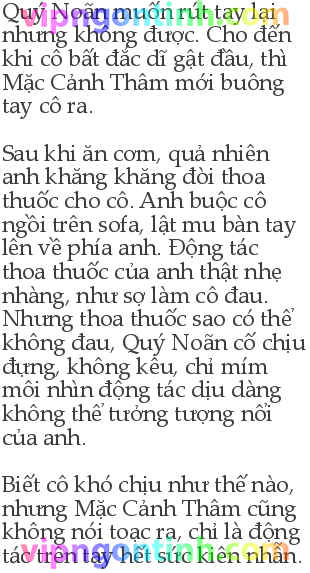 Quý Noãn muốn rút tay lại
nhưng không được. Cho đến
khi cô bất đắc dĩ gật đầu, thì
Mặc Cảnh Thâm mới buông
tay cô ra.
Sau khi ăn cơm, quả nhiên
anh khăng khăng đòi thoa
thuốc cho cô. Anh buộc cô
ngồi trên sofa, lật mu bàn tay
lên về phía anh. Động tác
thoa thuốc của anh thật nhẹ
nhàng, như sợ làm cô đau.
Nhưng thoa thuốc sao có thể
không đau, Quý Noãn cố chịu
đựng, không kêu, chỉ mím
môi nhìn động tác dịu dàng
không thể tưởng tượng nổi
của anh.
Biết cô khó chịu như thế nào,
nhưng Mặc Cảnh Thâm cũng
không nói toạc ra, chỉ là động
tác trên tay hết sức kiên nhẫn.
vipngontinh.com
vipngontinh.com